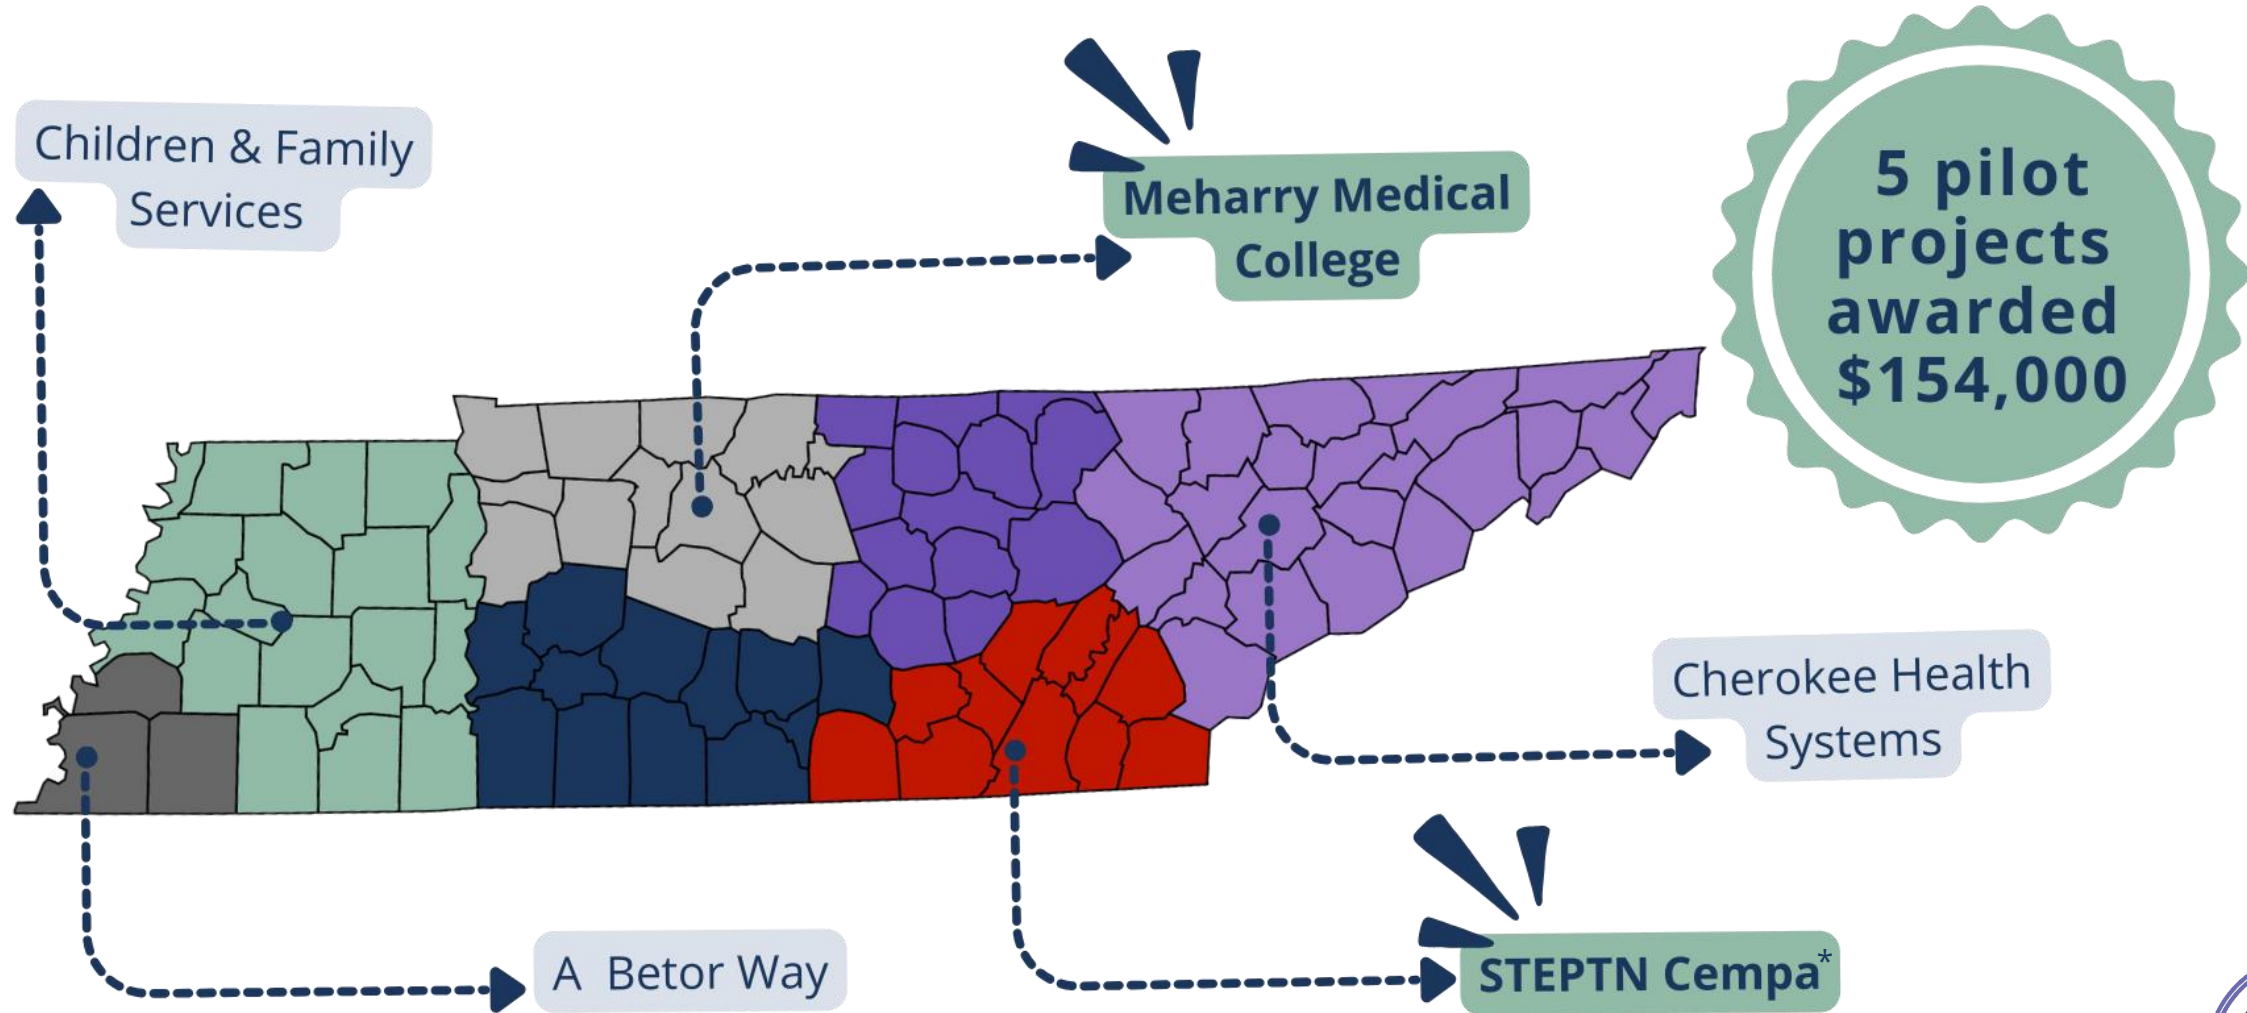 Children & Family
Services
Meharry Medical
College
5 pilot
projects
awarded
$154,000
Cherokee Health
Systems
A Betor Way
STEPTN Cempa*